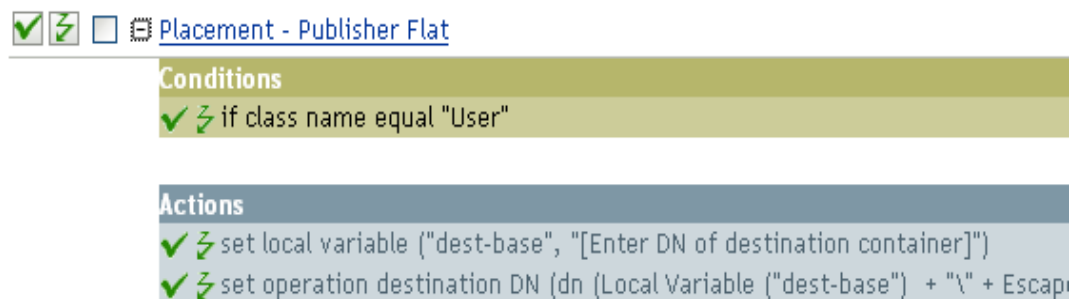 Placement - Publisher Flat
Conditions
if class name equal "User"
Actions
set local variable ("dest-base", "[Enter DN of destination container]")
set operation destination DN (dn (Local Variable ("dest-base") + "\" +